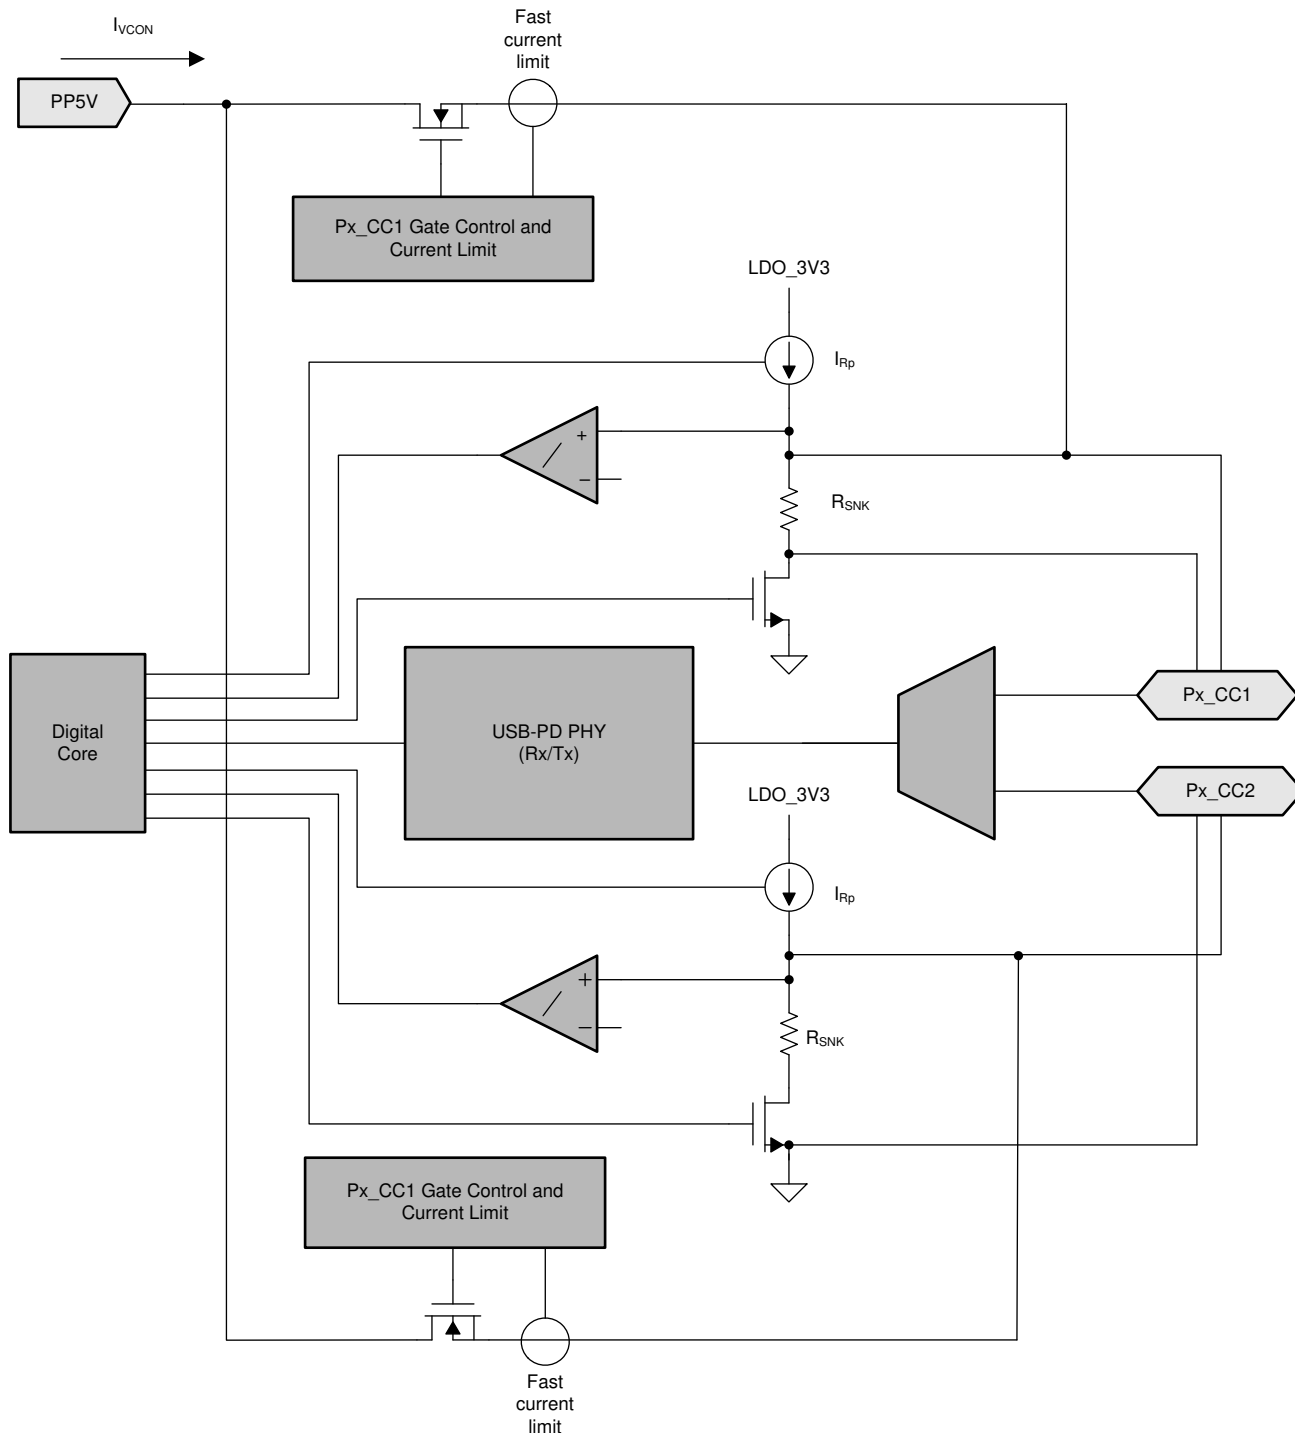 I_VCON
Fast
current
limit
PP5V
Px_CC1 Gate Control and
Current Limit
LDO_3V3
I_Rp
+
−
R_SNK
Digital
Core
USB-PD PHY
(Rx/Tx)
Px_CC1
Px_CC2
LDO_3V3
I_Rp
+
−
R_SNK
Px_CC1 Gate Control and
Current Limit
Fast
current
limit